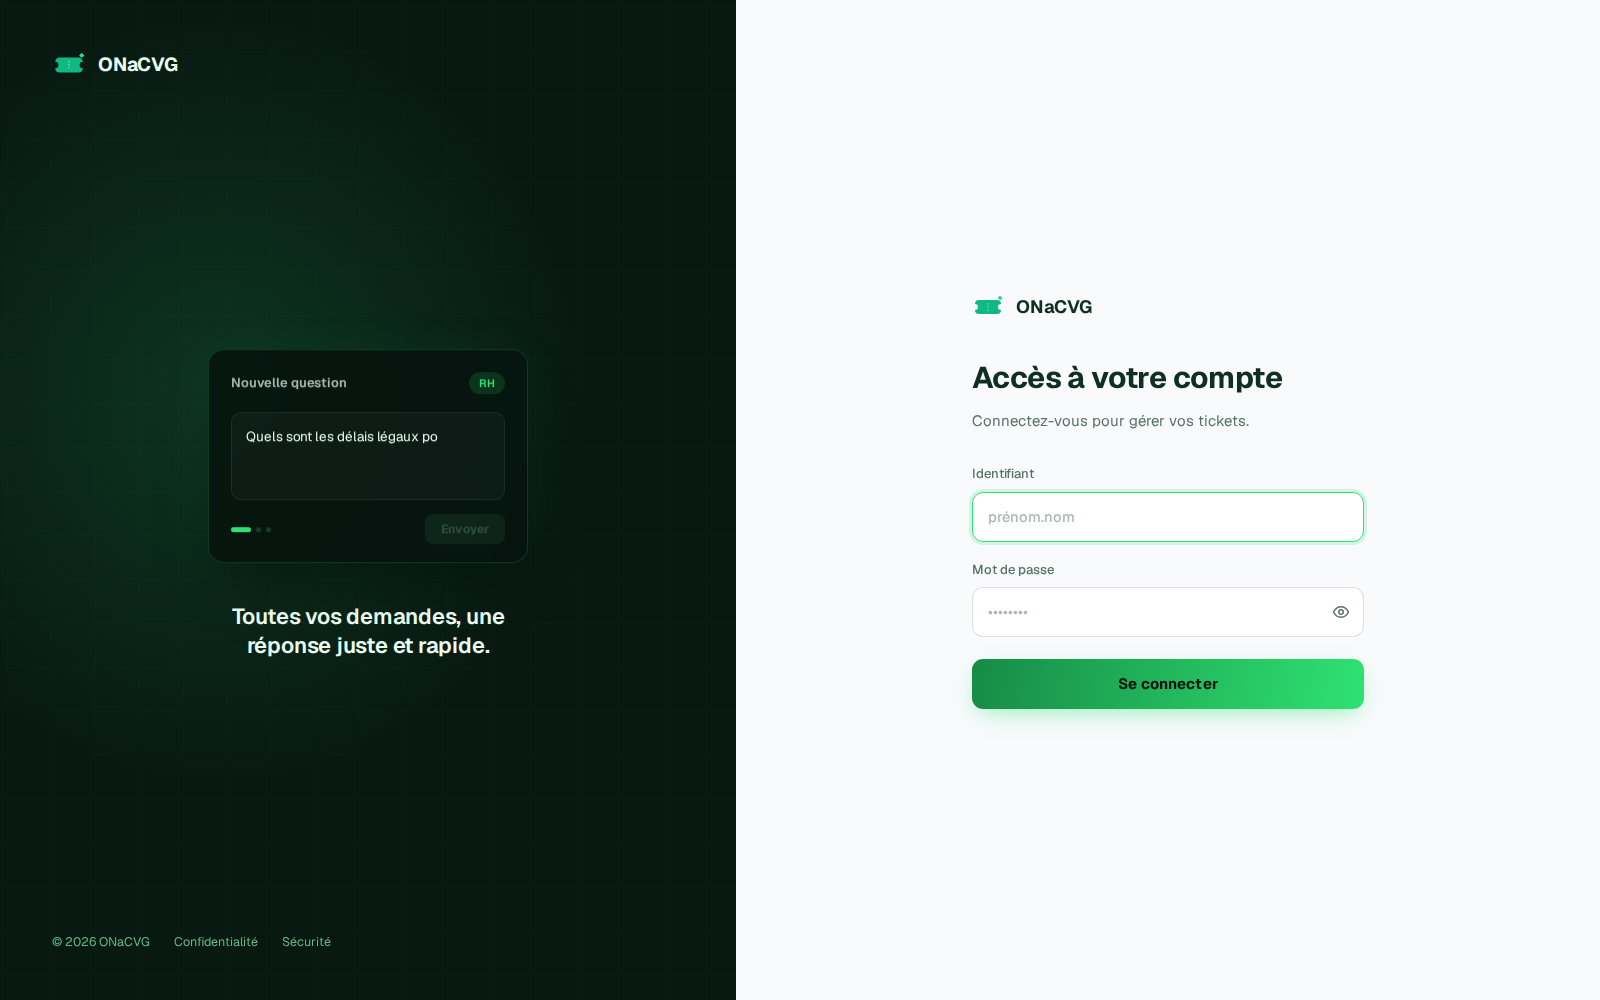 ONaCVG
Nouvelle question
RH
Quels sont les délais légaux po
Envoyer
Toutes vos demandes, une
réponse juste et rapide.
© 2026 ONaCVG
Confidentialité
Sécurité
ONaCVG
Accès à votre compte
Connectez-vous pour gérer vos tickets.
Identifiant
prénom.nom
Mot de passe
••••••••
Se connecter